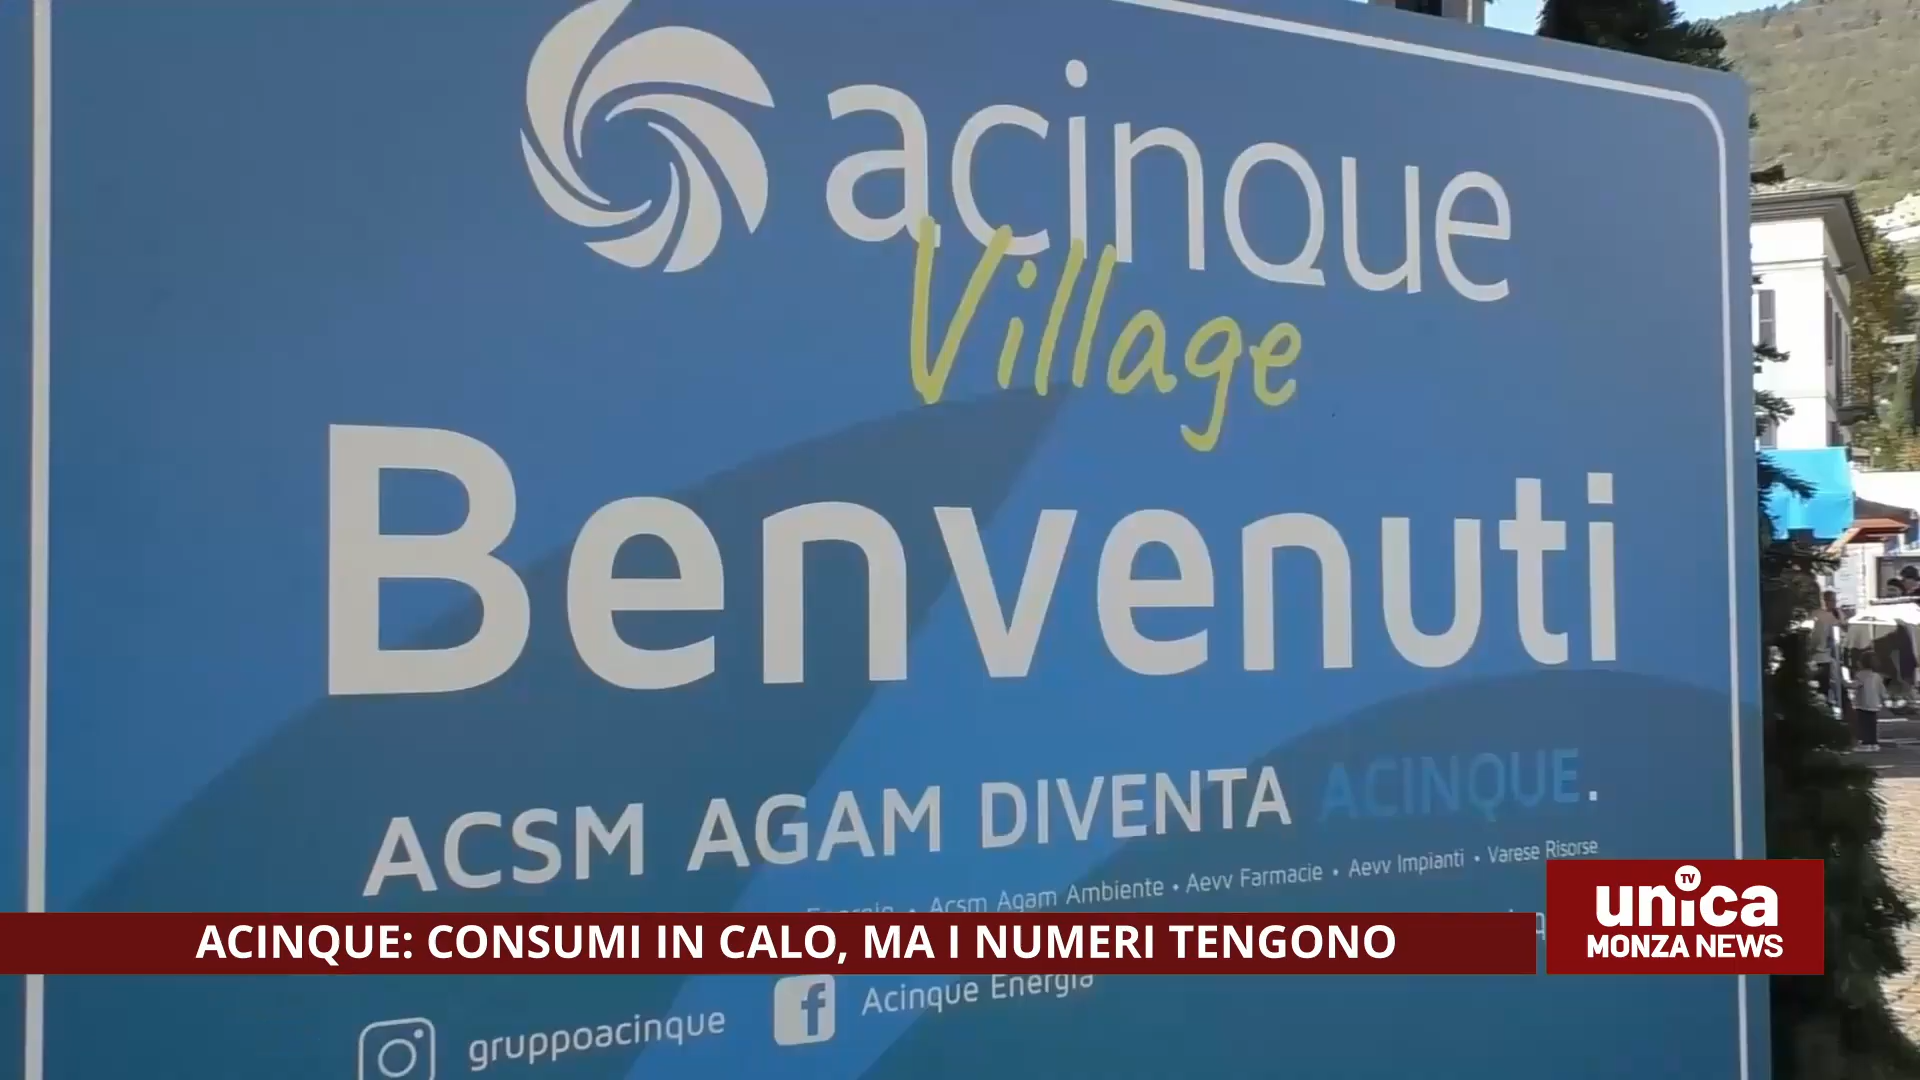 acinque
Village
Benvenuti
ACSM AGAM DIVENTA ACINQUE.
Energia • Acsm Agam Ambiente • Aevv Farmacie • Aevv Impianti • Varese Risorse
ACINQUE: CONSUMI IN CALO, MA I NUMERI TENGONO
unica TV
MONZA NEWS
gruppoacinque
Acinque Energia